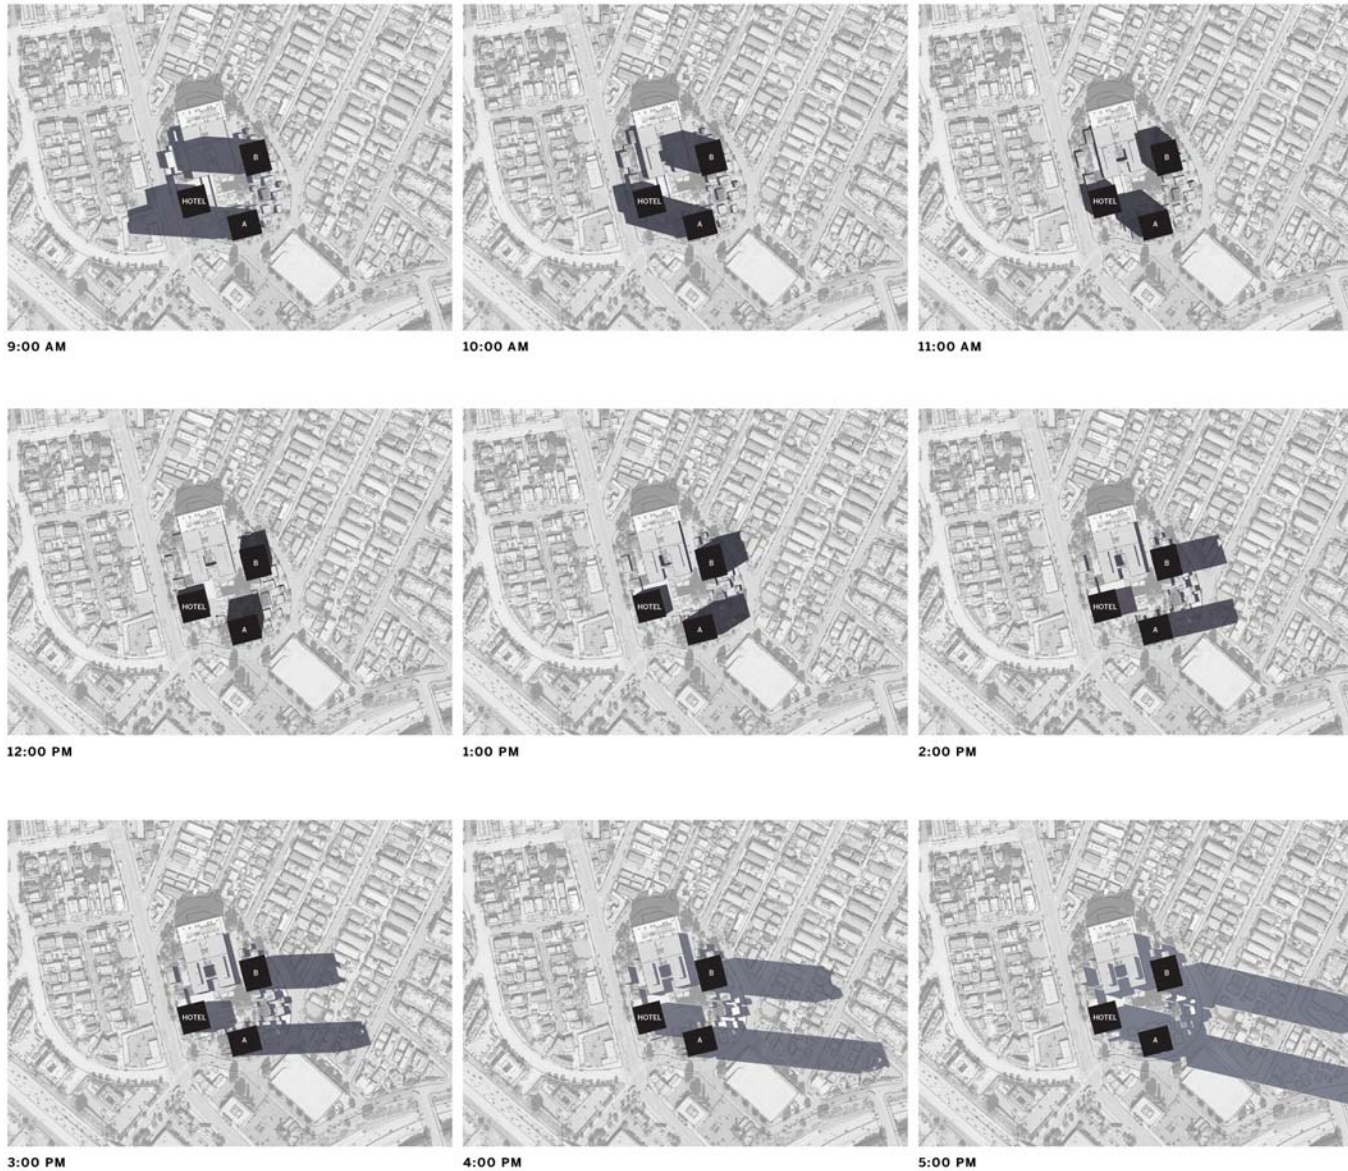 B
HOTEL
A
9:00 AM
B
HOTEL
A
10:00 AM
B
HOTEL
A
11:00 AM
B
HOTEL
A
12:00 PM
B
HOTEL
A
1:00 PM
B
HOTEL
A
2:00 PM
B
HOTEL
A
3:00 PM
B
HOTEL
A
4:00 PM
B
HOTEL
A
5:00 PM